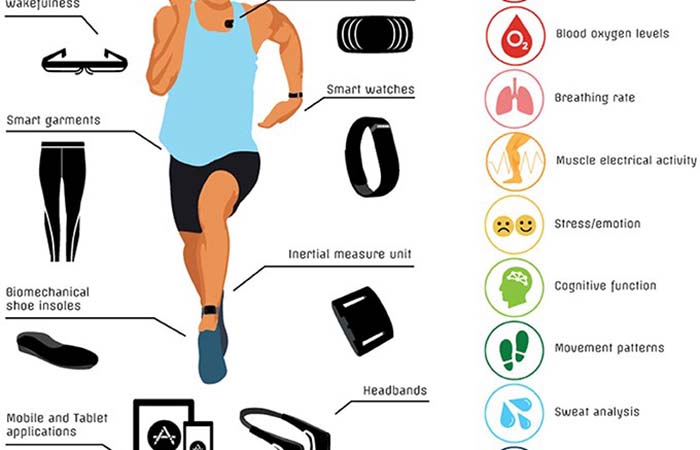 wakefulness
Smart garments
Biomechanical
shoe insoles
Mobile and Tablet
applications
Smart watches
Inertial measure unit
Headbands
O2
Blood oxygen levels
Breathing rate
Muscle electrical activity
Stress/emotion
Cognitive function
Movement patterns
Sweat analysis